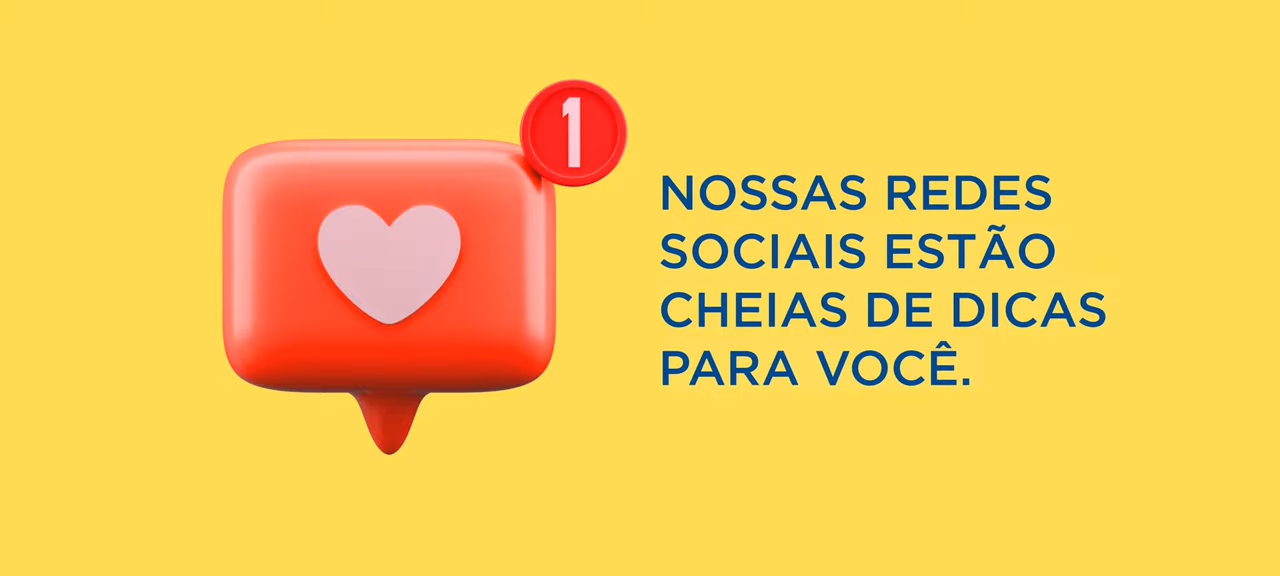 1
NOSSAS REDES
SOCIAIS ESTÃO
CHEIAS DE DICAS
PARA VOCÊ.